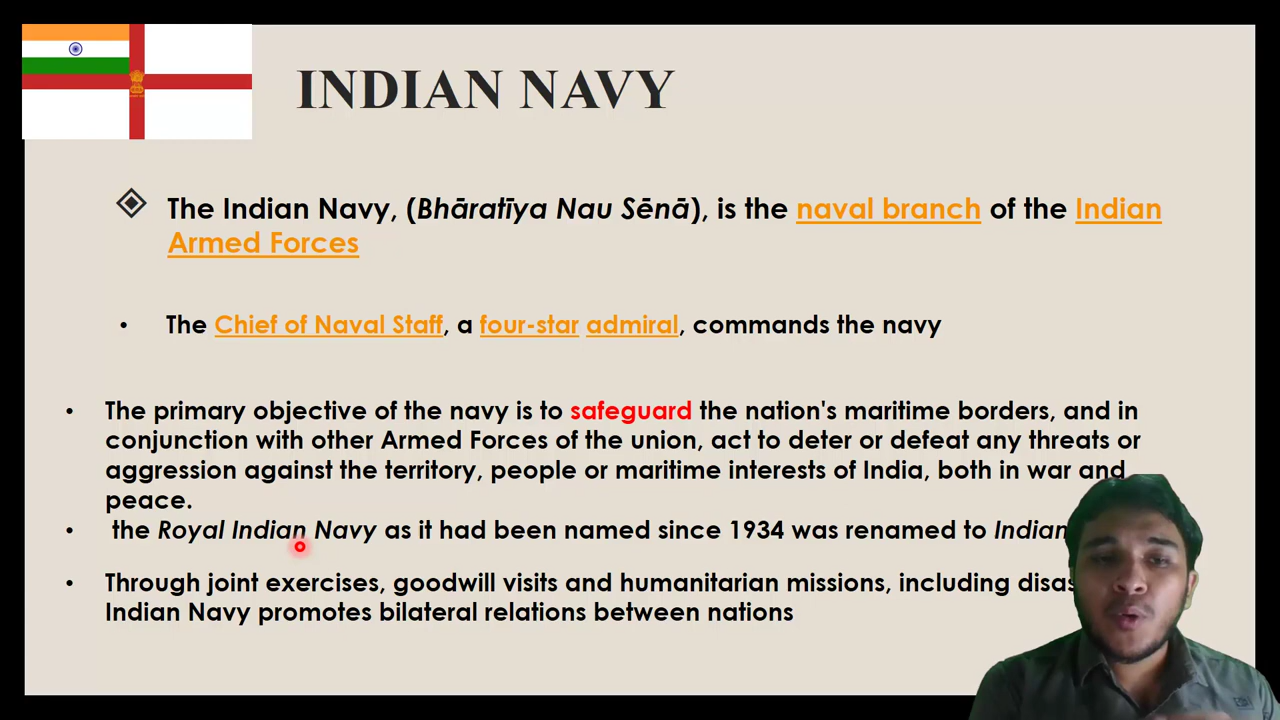 INDIAN NAVY
The Indian Navy, (Bhāratīya Nau Sēnā), is the naval branch of the Indian
Armed Forces
• The Chief of Naval Staff, a four-star admiral, commands the navy
• The primary objective of the navy is to safeguard the nation's maritime borders, and in
conjunction with other Armed Forces of the union, act to deter or defeat any threats or
aggression against the territory, people or maritime interests of India, both in war and
peace.
• the Royal Indian Navy as it had been named since 1934 was renamed to Indian
• Through joint exercises, goodwill visits and humanitarian missions, including
Indian Navy promotes bilateral relations between nations